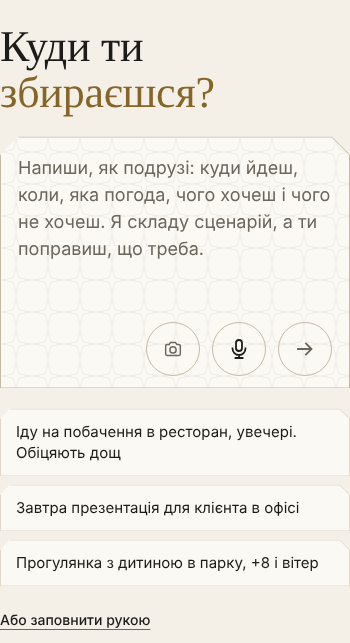 Куди ти
збираєшся?
Напиши, як подрузі: куди йдеш,
коли, яка погода, чого хочеш і чого
не хочеш. Я складу сценарій, а ти
поправиш, що треба.
Іду на побачення в ресторан, увечері.
Обіцяють дощ
Завтра презентація для клієнта в офісі
Прогулянка з дитиною в парку, +8 і вітер
Або заповнити рукою